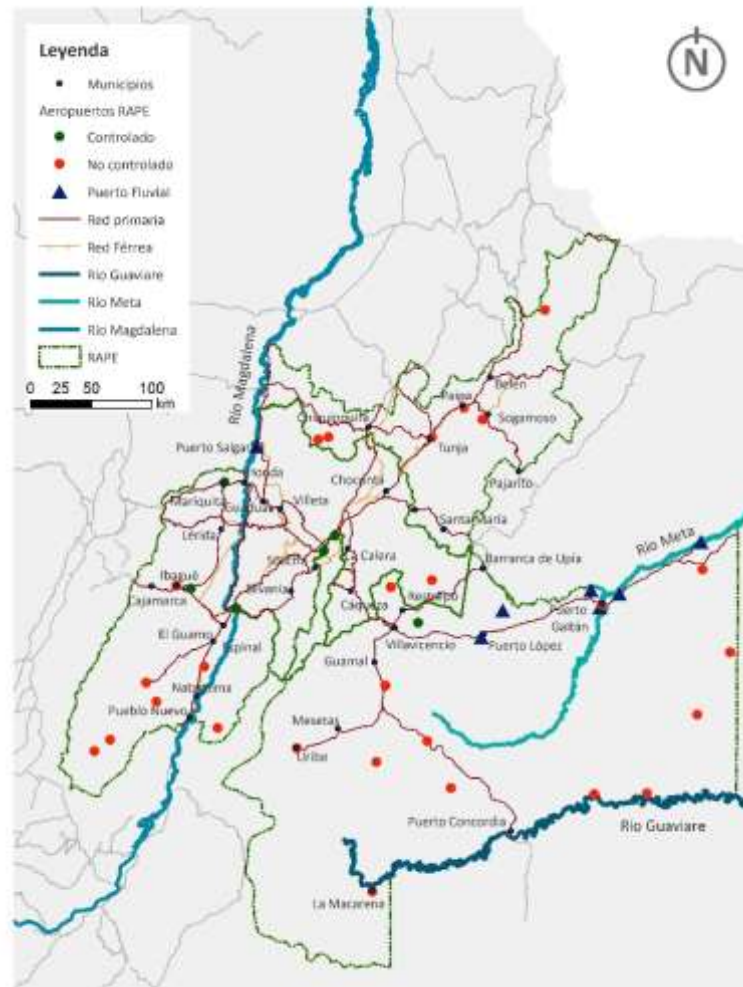 N
Leyenda
Municipios
Aeropuertos RAPE
Controlado
No controlado
Puerto Fluvial
Red primaria
Red Férrea
Río Guaviare
Río Meta
Río Magdalena
RAPE
0 25 50 100
km
Río Magdalena
Belén
Paipa
Sogamoso
Chiquinquirá
Tunja
Puerto Salgar
Pajarito
Honda
Chocontá
Mariquita
Guaduas
Villeta
Santa María
Lérida
Río Meta
La Calera
Barranca de Upía
Ibagué
Cajamarca
Cáqueza
Restrepo
Puerto
Gaitán
El Guamo
Espinal
Villavicencio
Puerto López
Guamal
Natagaima
Pueblo Nuevo
Mesetas
Uribe
Puerto Concordia
Río Guaviare
La Macarena